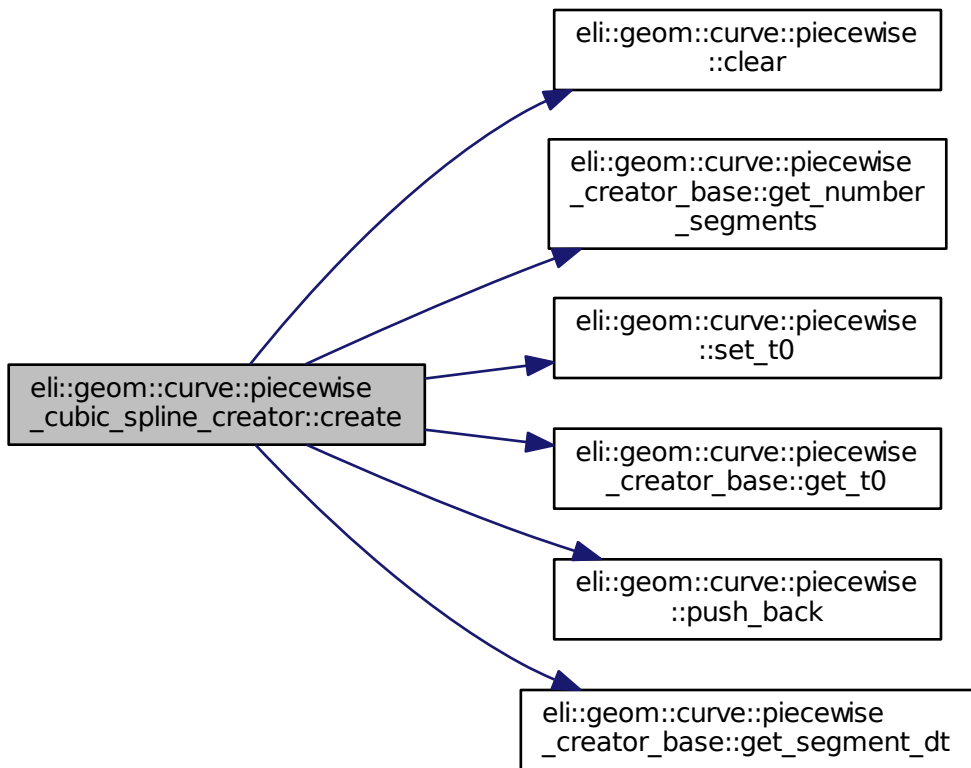 eli::geom::curve::piecewise
::clear
eli::geom::curve::piecewise
_creator_base::get_number
_segments
eli::geom::curve::piecewise
::set_t0
eli::geom::curve::piecewise
_cubic_spline_creator::create
eli::geom::curve::piecewise
_creator_base::get_t0
eli::geom::curve::piecewise
::push_back
eli::geom::curve::piecewise
_creator_base::get_segment_dt